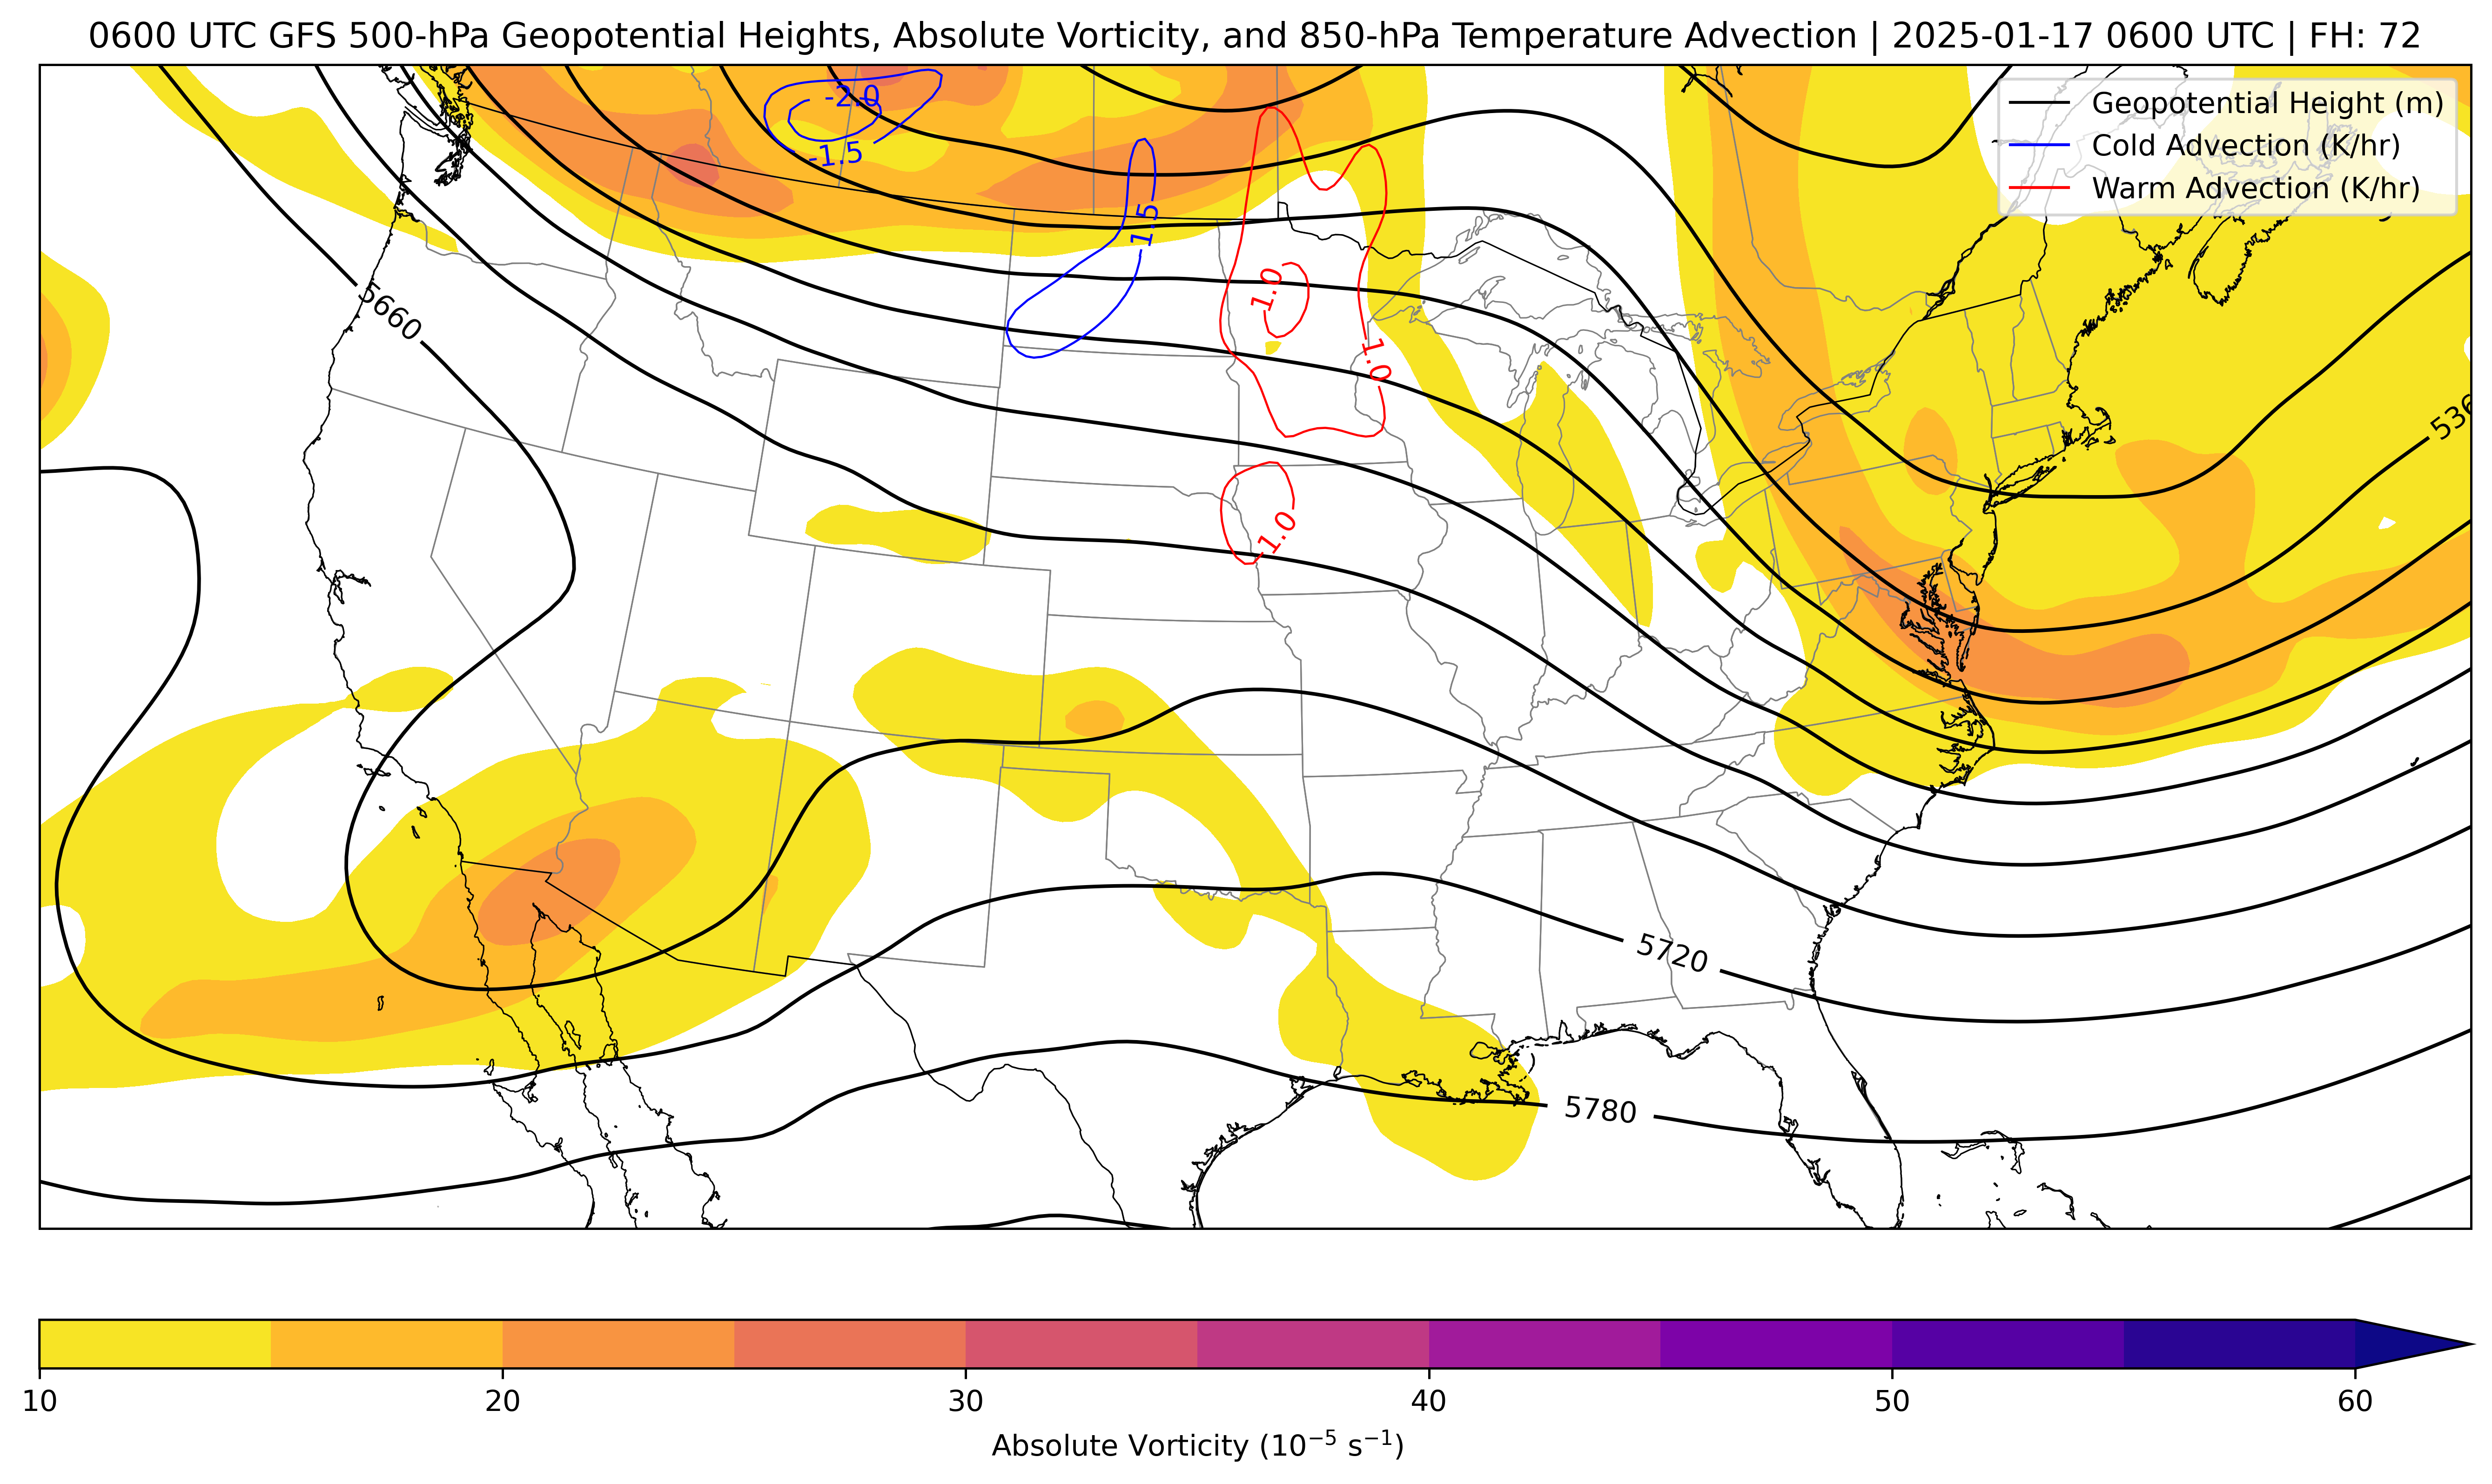 0600 UTC GFS 500-hPa Geopotential Heights, Absolute Vorticity, and 850-hPa Temperature Advection | 2025-01-17 0600 UTC | FH: 72
Geopotential Height (m)
Cold Advection (K/hr)
Warm Advection (K/hr)
-2.0
-1.5
-1.5
1.0
1.0
1.0
5660
536
5720
5780
10 20 30 40 50 60
Absolute Vorticity (10⁻⁵ s⁻¹)